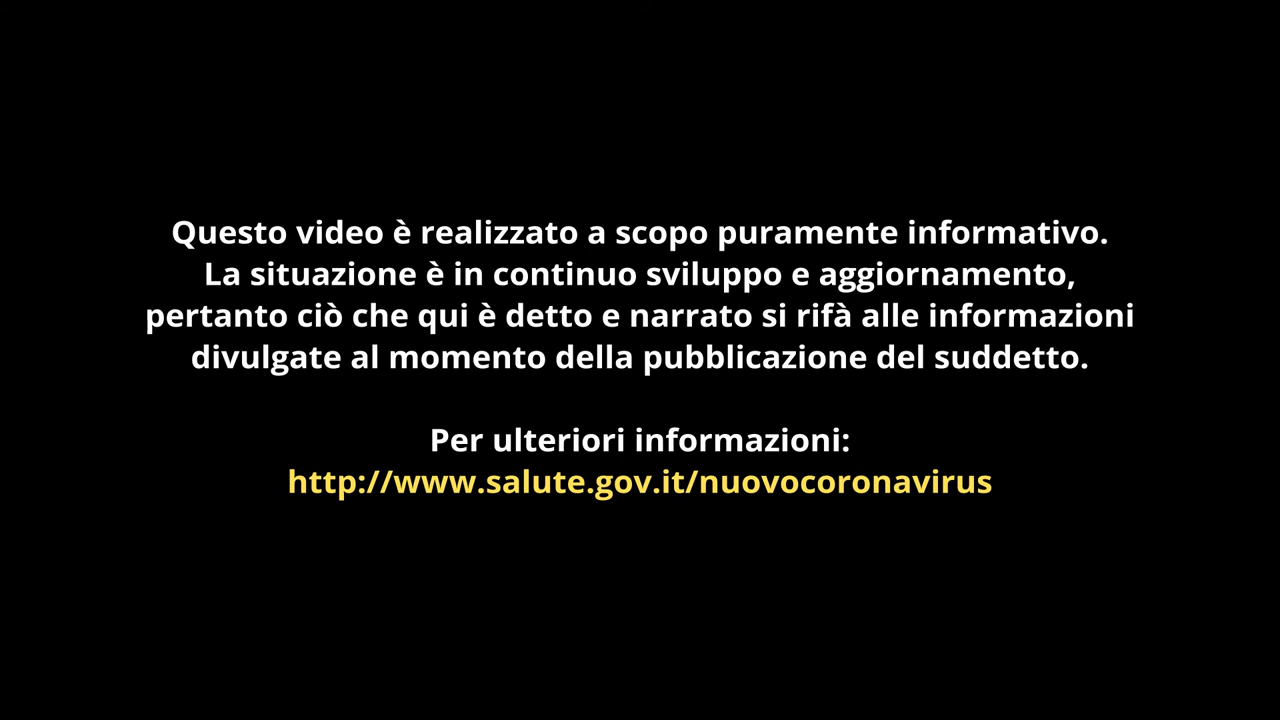 Questo video è realizzato a scopo puramente informativo.
La situazione è in continuo sviluppo e aggiornamento,
pertanto ciò che qui è detto e narrato si rifà alle informazioni
divulgate al momento della pubblicazione del suddetto.
Per ulteriori informazioni:
http://www.salute.gov.it/nuovocoronavirus